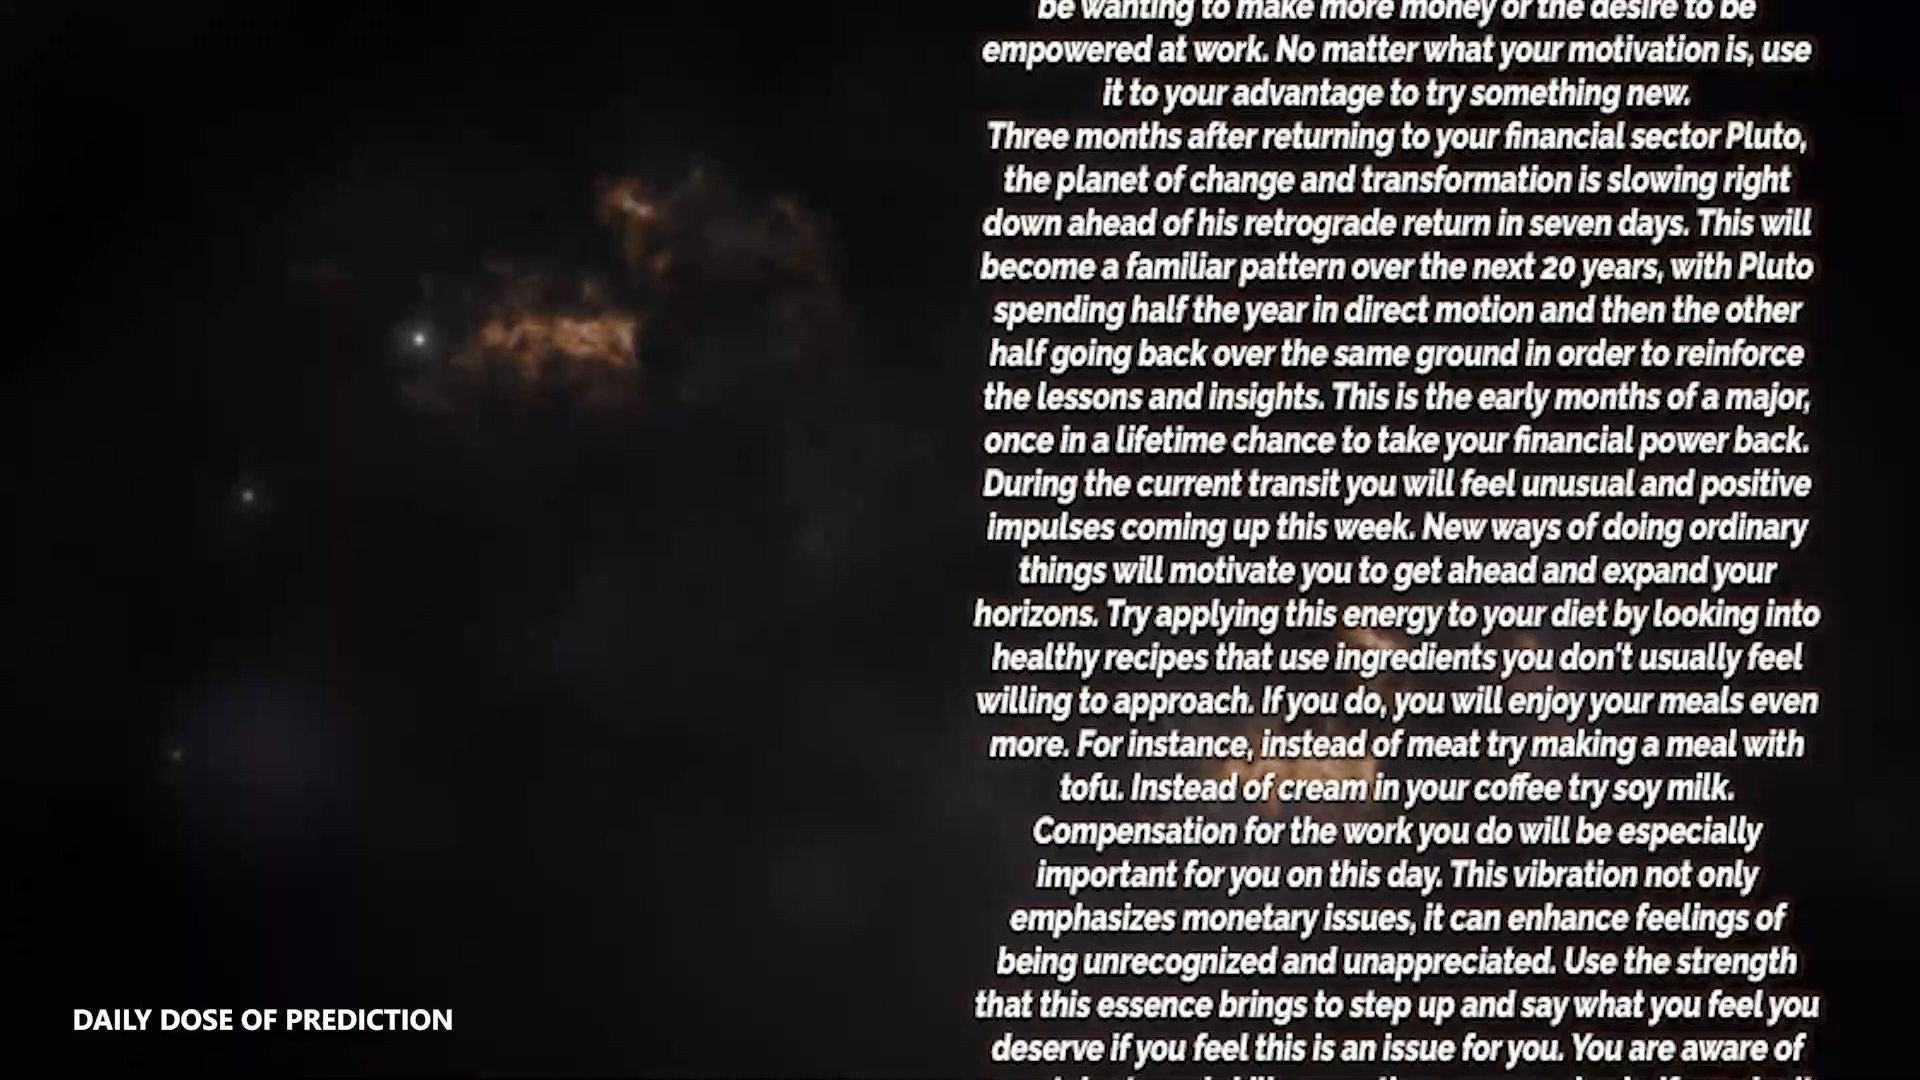 be wanting to make more money or the desire to be
empowered at work. No matter what your motivation is, use
it to your advantage to try something new.
Three months after returning to your financial sector Pluto,
the planet of change and transformation is slowing right
down ahead of his retrograde return in seven days. This will
become a familiar pattern over the next 20 years, with Pluto
spending half the year in direct motion and then the other
half going back over the same ground in order to reinforce
the lessons and insights. This is the early months of a major,
once in a lifetime chance to take your financial power back.
During the current transit you will feel unusual and positive
impulses coming up this week. New ways of doing ordinary
things will motivate you to get ahead and expand your
horizons. Try applying this energy to your diet by looking into
healthy recipes that use ingredients you don't usually feel
willing to approach. If you do, you will enjoy your meals even
more. For instance, instead of meat try making a meal with
tofu. Instead of cream in your coffee try soy milk.
Compensation for the work you do will be especially
important for you on this day. This vibration not only
emphasizes monetary issues, it can enhance feelings of
being unrecognized and unappreciated. Use the strength
that this essence brings to step up and say what you feel you
deserve if you feel this is an issue for you. You are aware of
DAILY DOSE OF PREDICTION